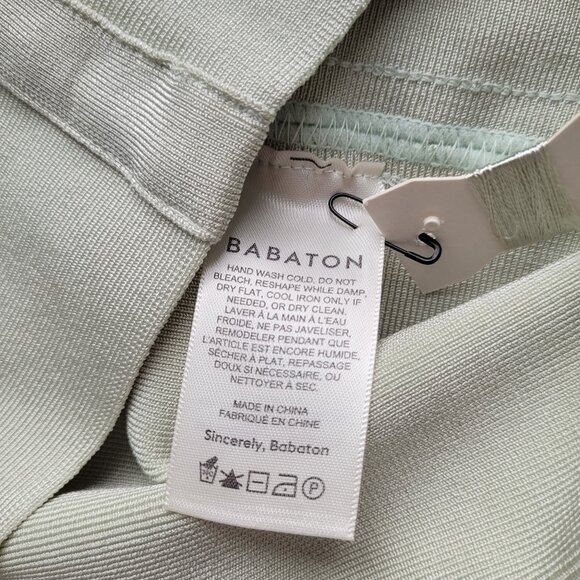 BABATON
HAND WASH COLD, DO NOT
BLEACH, RESHAPE WHILE DAMP,
DRY FLAT, COOL IRON ONLY IF
NEEDED, OR DRY CLEAN.
LAVER À LA MAIN À L'EAU
FROIDE, NE PAS JAVELISER,
REMODELER PENDANT QUE
L'ARTICLE EST ENCORE HUMIDE,
SÉCHER À PLAT, REPASSAGE
DOUX SI NÉCESSAIRE, OU
NETTOYER À SEC.
MADE IN CHINA
FABRIQUÉ EN CHINE
Sincerely, Babaton
P